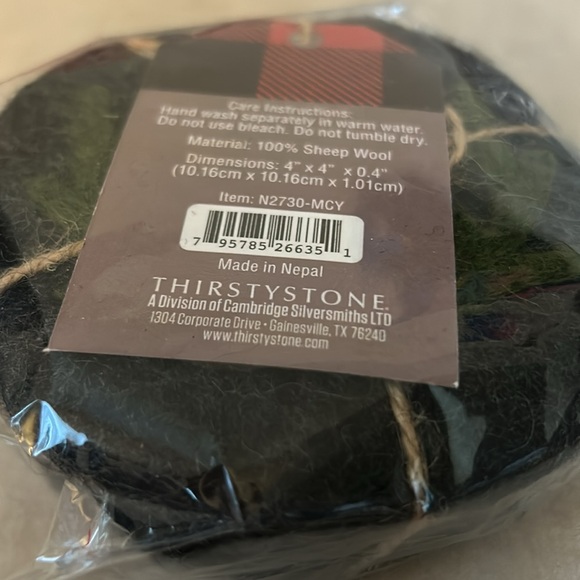 Care Instructions:
Hand wash separately in warm water.
Do not use bleach. Do not tumble dry.
Material: 100% Sheep Wool
Dimensions: 4" x 4" x 0.4"
(10.16cm x 10.16cm x 1.01cm)
Item: N2730-MCY
7 95785 26635 1
Made in Nepal
THIRSTYSTONE®
A Division of Cambridge Silversmiths LTD
1304 Corporate Drive • Gainesville, TX 76240
www.thirstystone.com